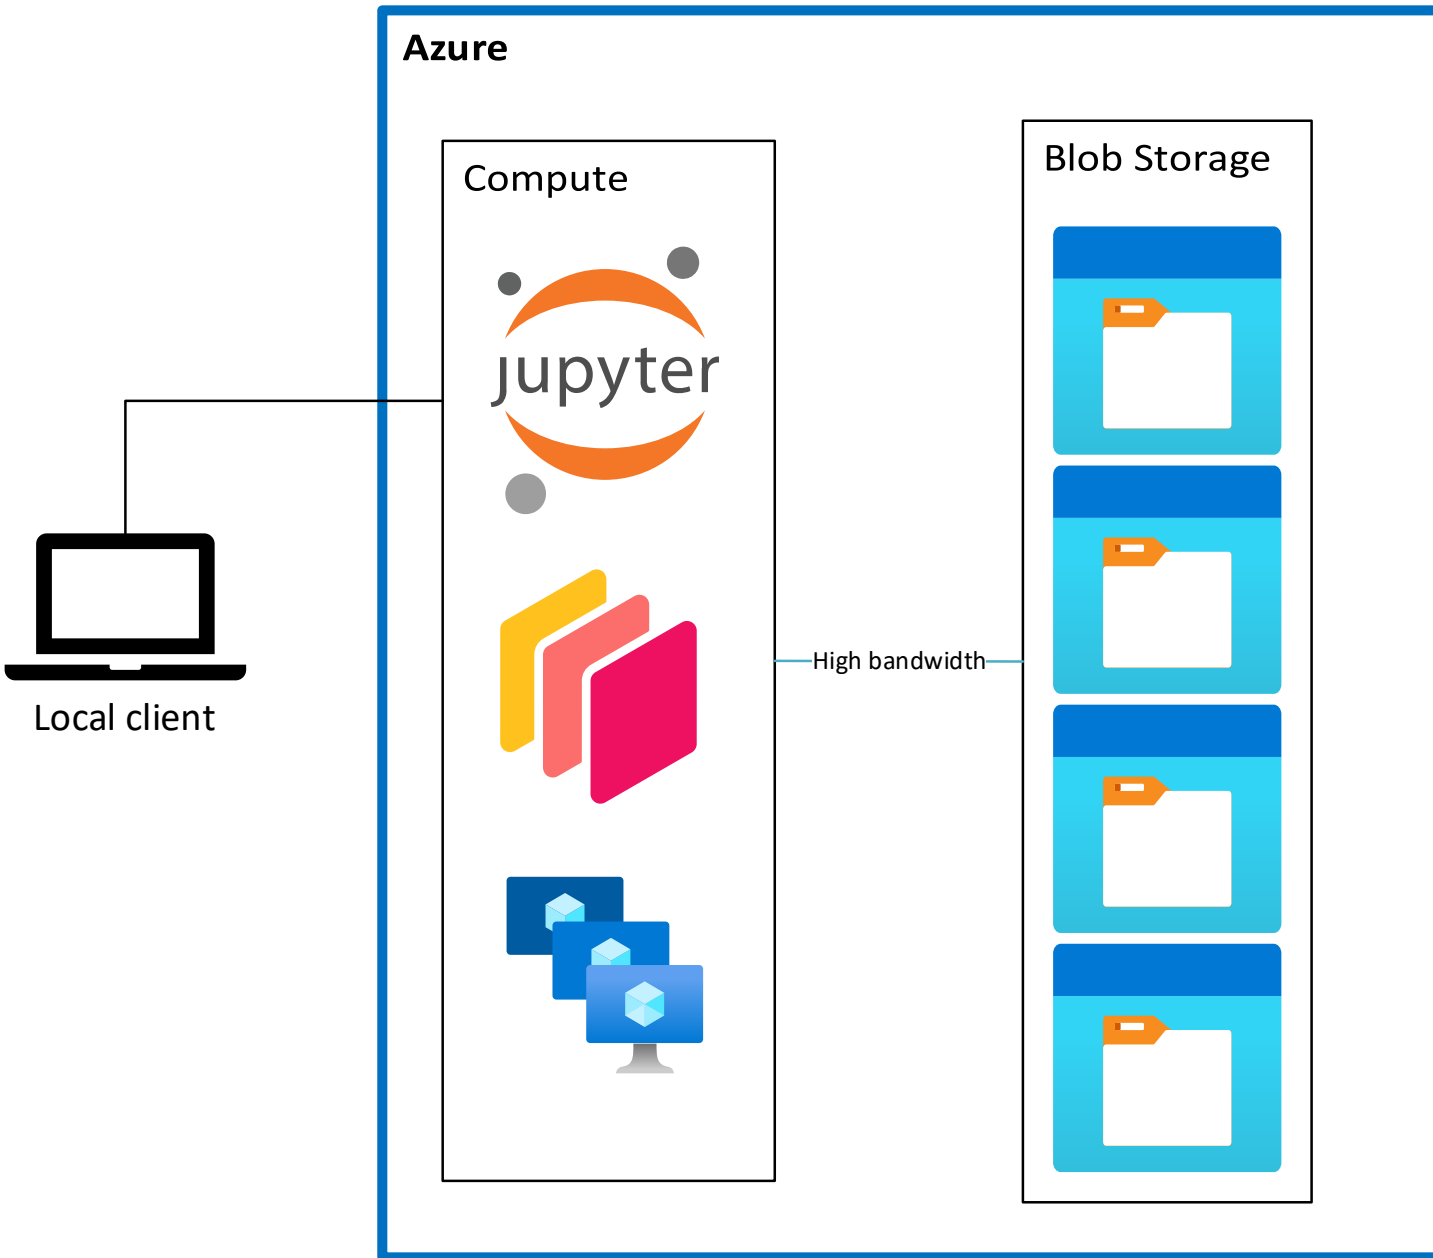 Azure
Compute
Blob Storage
jupyter
High bandwidth
Local client